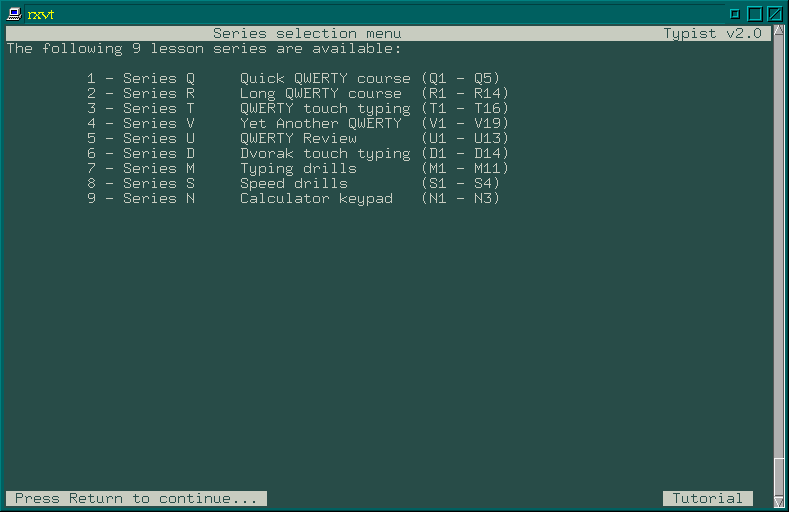 rxvt
Series selection menu Typist v2.0
The following 9 lesson series are available:
1 - Series Q Quick QWERTY course (Q1 - Q5)
2 - Series R Long QWERTY course (R1 - R14)
3 - Series T QWERTY touch typing (T1 - T16)
4 - Series V Yet Another QWERTY (V1 - V19)
5 - Series U QWERTY Review (U1 - U13)
6 - Series D Dvorak touch typing (D1 - D14)
7 - Series M Typing drills (M1 - M11)
8 - Series S Speed drills (S1 - S4)
9 - Series N Calculator keypad (N1 - N3)
Press Return to continue... Tutorial